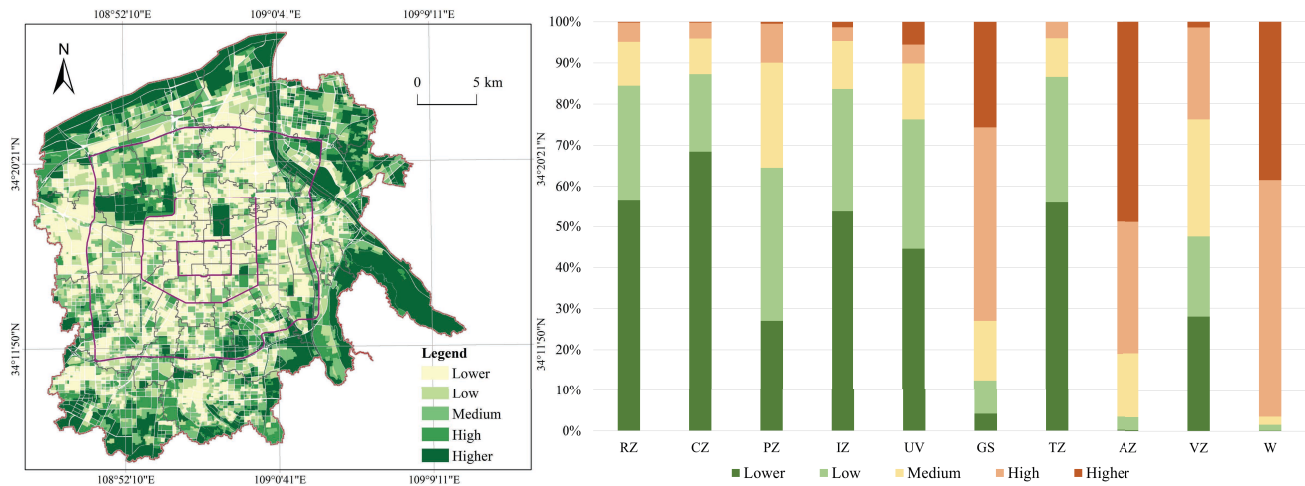 108°52'10"E 109°0'4 ."E 109°9'11"E
N
0 5 km
34°20'21"N
34°11'50"N
34°20'21"N
34°11'50"N
Legend
Lower
Low
Medium
High
Higher
108°52'10"E 109°0'41"E 109°9'11"E
100%
90%
80%
70%
60%
50%
40%
30%
20%
10%
0%
RZ CZ PZ IZ UV GS TZ AZ VZ W
Lower Low Medium High Higher